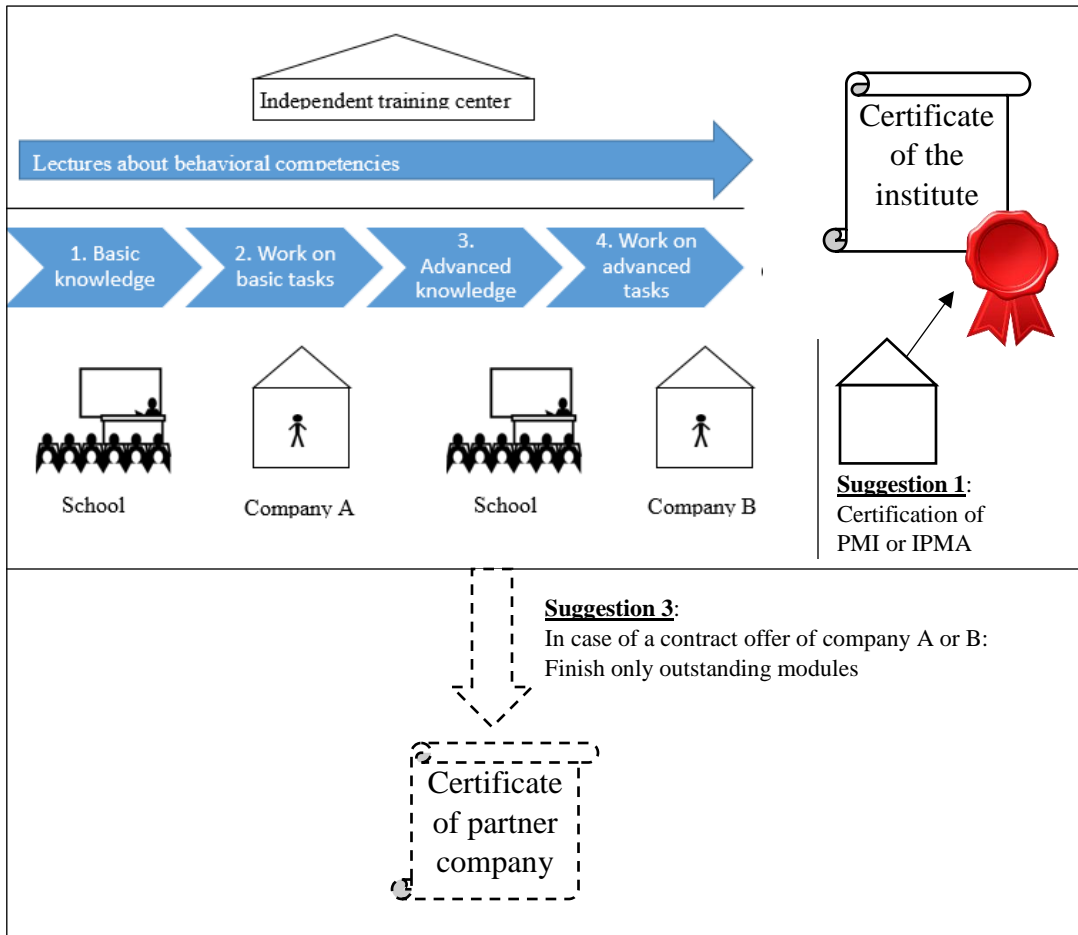 Independent training center
Lectures about behavioral competencies
Certificate
of the
institute
1. Basic
knowledge
2. Work on
basic tasks
3.
Advanced
knowledge
4. Work on
advanced
tasks
School
Company A
School
Company B
Suggestion 1:
Certification of
PMI or IPMA
Suggestion 3:
In case of a contract offer of company A or B:
Finish only outstanding modules
Certificate
of partner
company